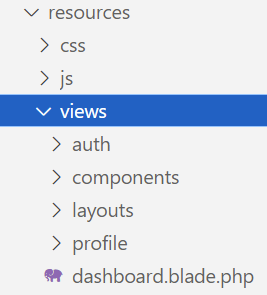 resources
css
js
views
auth
components
layouts
profile
dashboard.blade.php